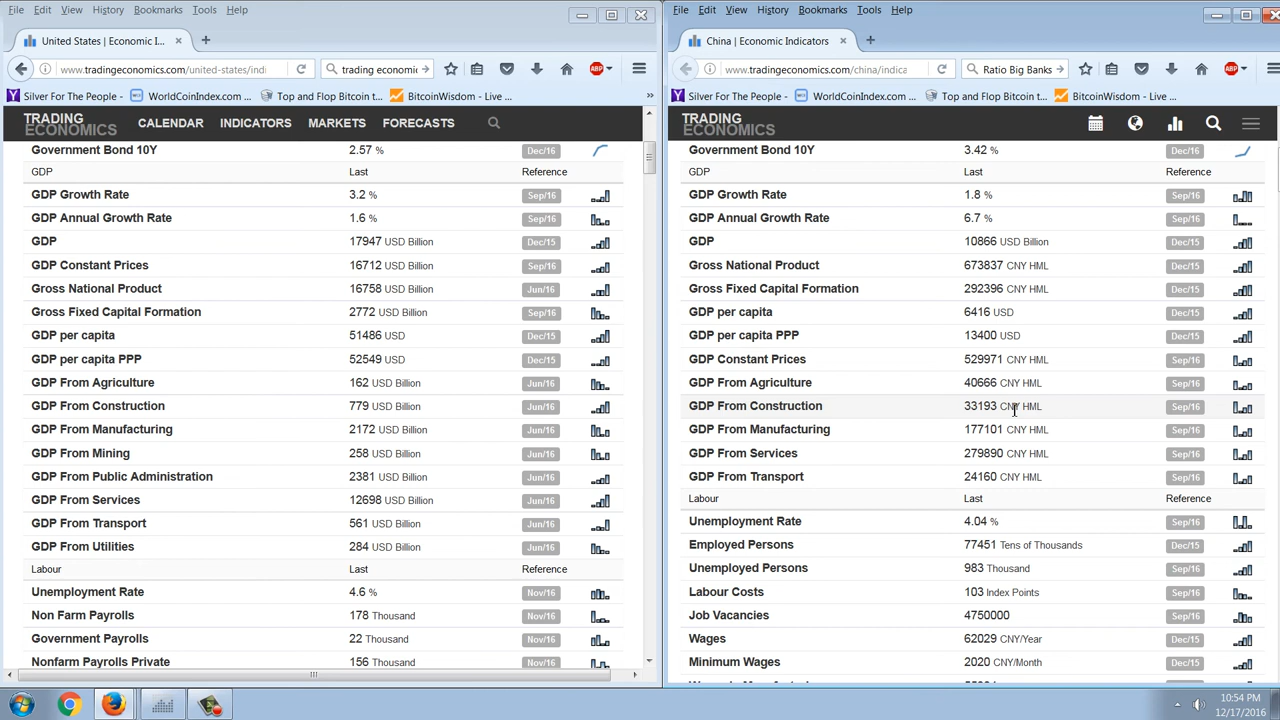 File Edit View History Bookmarks Tools Help
United States | Economic I... × +
www.tradingeconomics.com/united-states/indi
trading economic
ABP
Silver For The People - WorldCoinIndex.com ... Top and Flop Bitcoin t... BitcoinWisdom - Live ... »
TRADING ECONOMICS CALENDAR INDICATORS MARKETS FORECASTS
Government Bond 10Y 2.57 % Dec/16
GDP Last Reference
GDP Growth Rate 3.2 % Sep/16
GDP Annual Growth Rate 1.6 % Sep/16
GDP 17947 USD Billion Dec/15
GDP Constant Prices 16712 USD Billion Sep/16
Gross National Product 16758 USD Billion Jun/16
Gross Fixed Capital Formation 2772 USD Billion Sep/16
GDP per capita 51486 USD Dec/15
GDP per capita PPP 52549 USD Dec/15
GDP From Agriculture 162 USD Billion Jun/16
GDP From Construction 779 USD Billion Jun/16
GDP From Manufacturing 2172 USD Billion Jun/16
GDP From Mining 258 USD Billion Jun/16
GDP From Public Administration 2381 USD Billion Jun/16
GDP From Services 12698 USD Billion Jun/16
GDP From Transport 561 USD Billion Jun/16
GDP From Utilities 284 USD Billion Jun/16
Labour Last Reference
Unemployment Rate 4.6 % Nov/16
Non Farm Payrolls 178 Thousand Nov/16
Government Payrolls 22 Thousand Nov/16
Nonfarm Payrolls Private 156 Thousand Nov/16
File Edit View History Bookmarks Tools Help
China | Economic Indicators × +
www.tradingeconomics.com/china/indica
Ratio Big Banks
ABP
Silver For The People - WorldCoinIndex.com ... Top and Flop Bitcoin t... BitcoinWisdom - Live ...
TRADING ECONOMICS
Government Bond 10Y 3.42 % Dec/16
GDP Last Reference
GDP Growth Rate 1.8 % Sep/16
GDP Annual Growth Rate 6.7 % Sep/16
GDP 10866 USD Billion Dec/15
Gross National Product 673837 CNY HML Dec/15
Gross Fixed Capital Formation 292396 CNY HML Dec/15
GDP per capita 6416 USD Dec/15
GDP per capita PPP 13400 USD Dec/15
GDP Constant Prices 529971 CNY HML Sep/16
GDP From Agriculture 40666 CNY HML Sep/16
GDP From Construction 33193 CNY HML Sep/16
GDP From Manufacturing 177101 CNY HML Sep/16
GDP From Services 279890 CNY HML Sep/16
GDP From Transport 24160 CNY HML Sep/16
Labour Last Reference
Unemployment Rate 4.04 % Sep/16
Employed Persons 77451 Tens of Thousands Dec/15
Unemployed Persons 983 Thousand Sep/16
Labour Costs 103 Index Points Sep/16
Job Vacancies 4750000 Sep/16
Wages 62029 CNY/Year Dec/15
Minimum Wages 2020 CNY/Month Dec/15
10:54 PM
12/17/2016